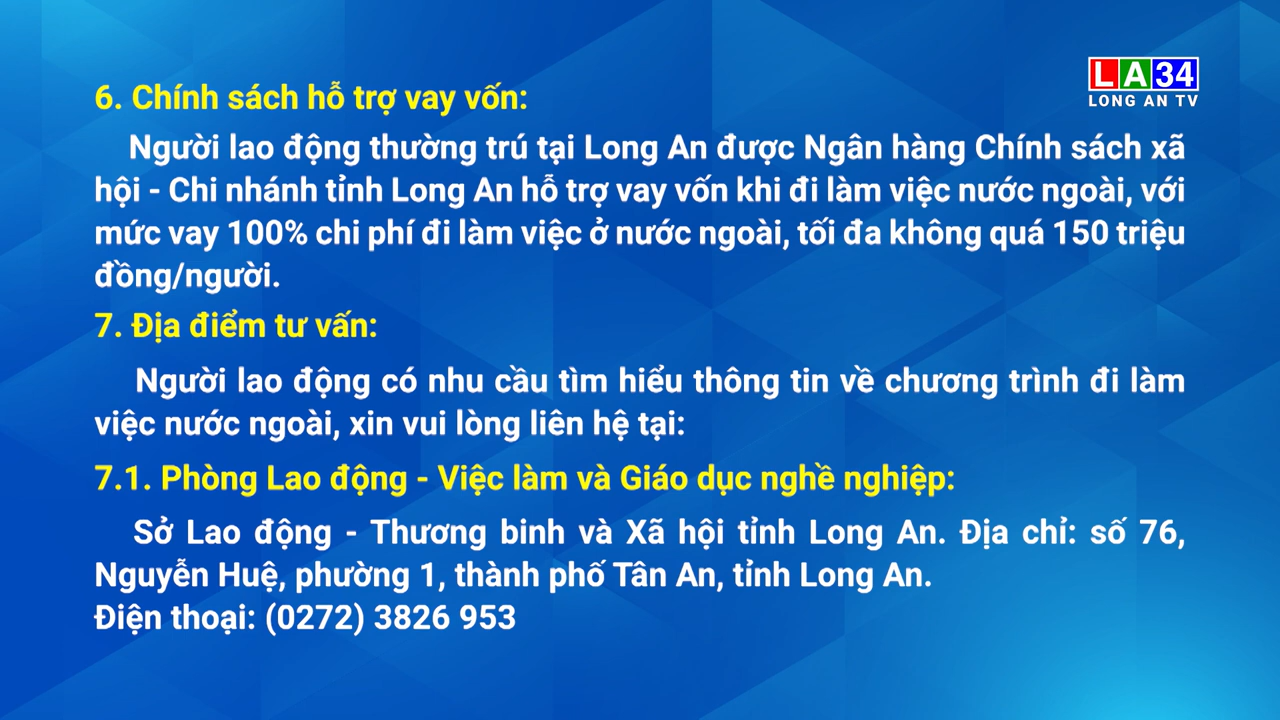 LA34
LONG AN TV
6. Chính sách hỗ trợ vay vốn:
Người lao động thường trú tại Long An được Ngân hàng Chính sách xã
hội - Chi nhánh tỉnh Long An hỗ trợ vay vốn khi đi làm việc nước ngoài, với
mức vay 100% chi phí đi làm việc ở nước ngoài, tối đa không quá 150 triệu
đồng/người.
7. Địa điểm tư vấn:
Người lao động có nhu cầu tìm hiểu thông tin về chương trình đi làm
việc nước ngoài, xin vui lòng liên hệ tại:
7.1. Phòng Lao động - Việc làm và Giáo dục nghề nghiệp:
Sở Lao động - Thương binh và Xã hội tỉnh Long An. Địa chỉ: số 76,
Nguyễn Huệ, phường 1, thành phố Tân An, tỉnh Long An.
Điện thoại: (0272) 3826 953